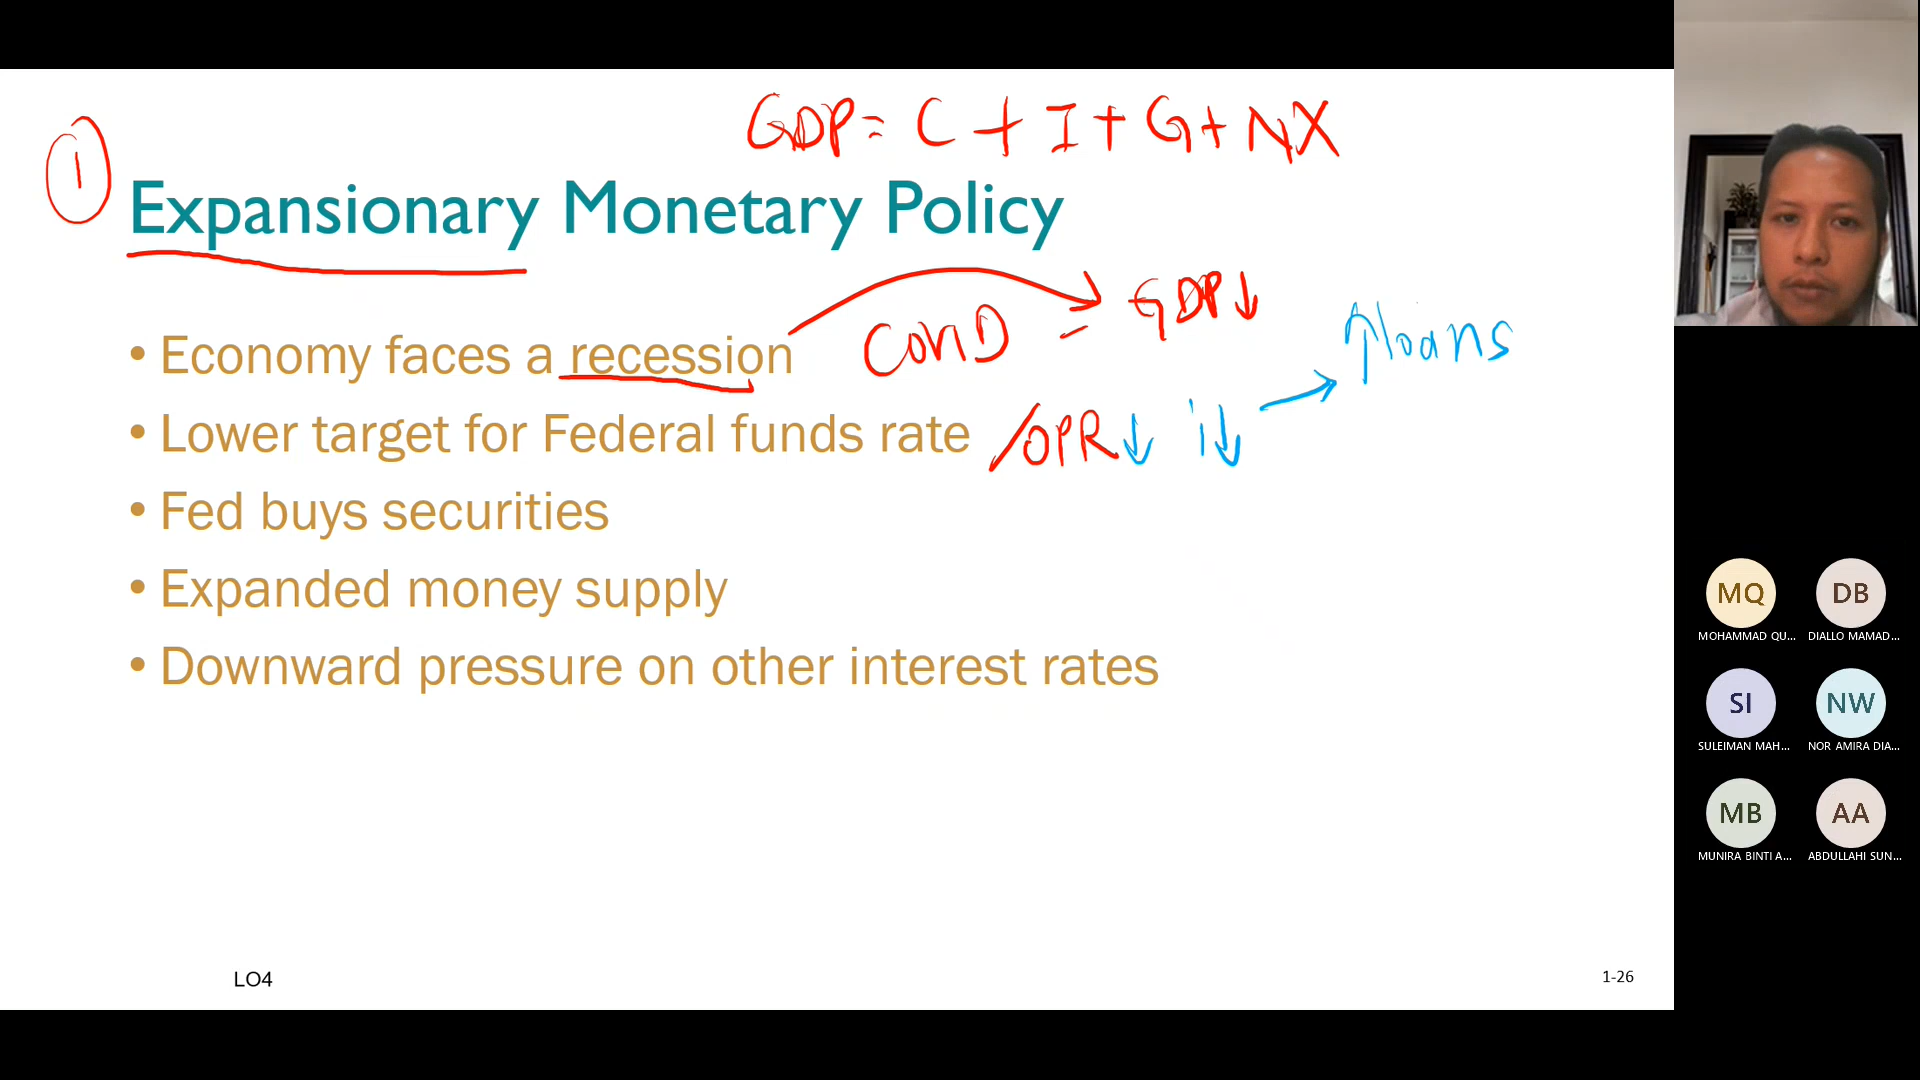 GDP = C + I + G + NX
1
Expansionary Monetary Policy
• Economy faces a recession COVID = GDP↓
↑loans
• Lower target for Federal funds rate /OPR↓ i↓
• Fed buys securities
• Expanded money supply
• Downward pressure on other interest rates
LO4
1-26
MQ
MOHAMMAD QU...
DB
DIALLO MAMAD...
SI
SULEIMAN MAH...
NW
NOR AMIRA DIA...
MB
MUNIRA BINTI A...
AA
ABDULLAHI SUN...